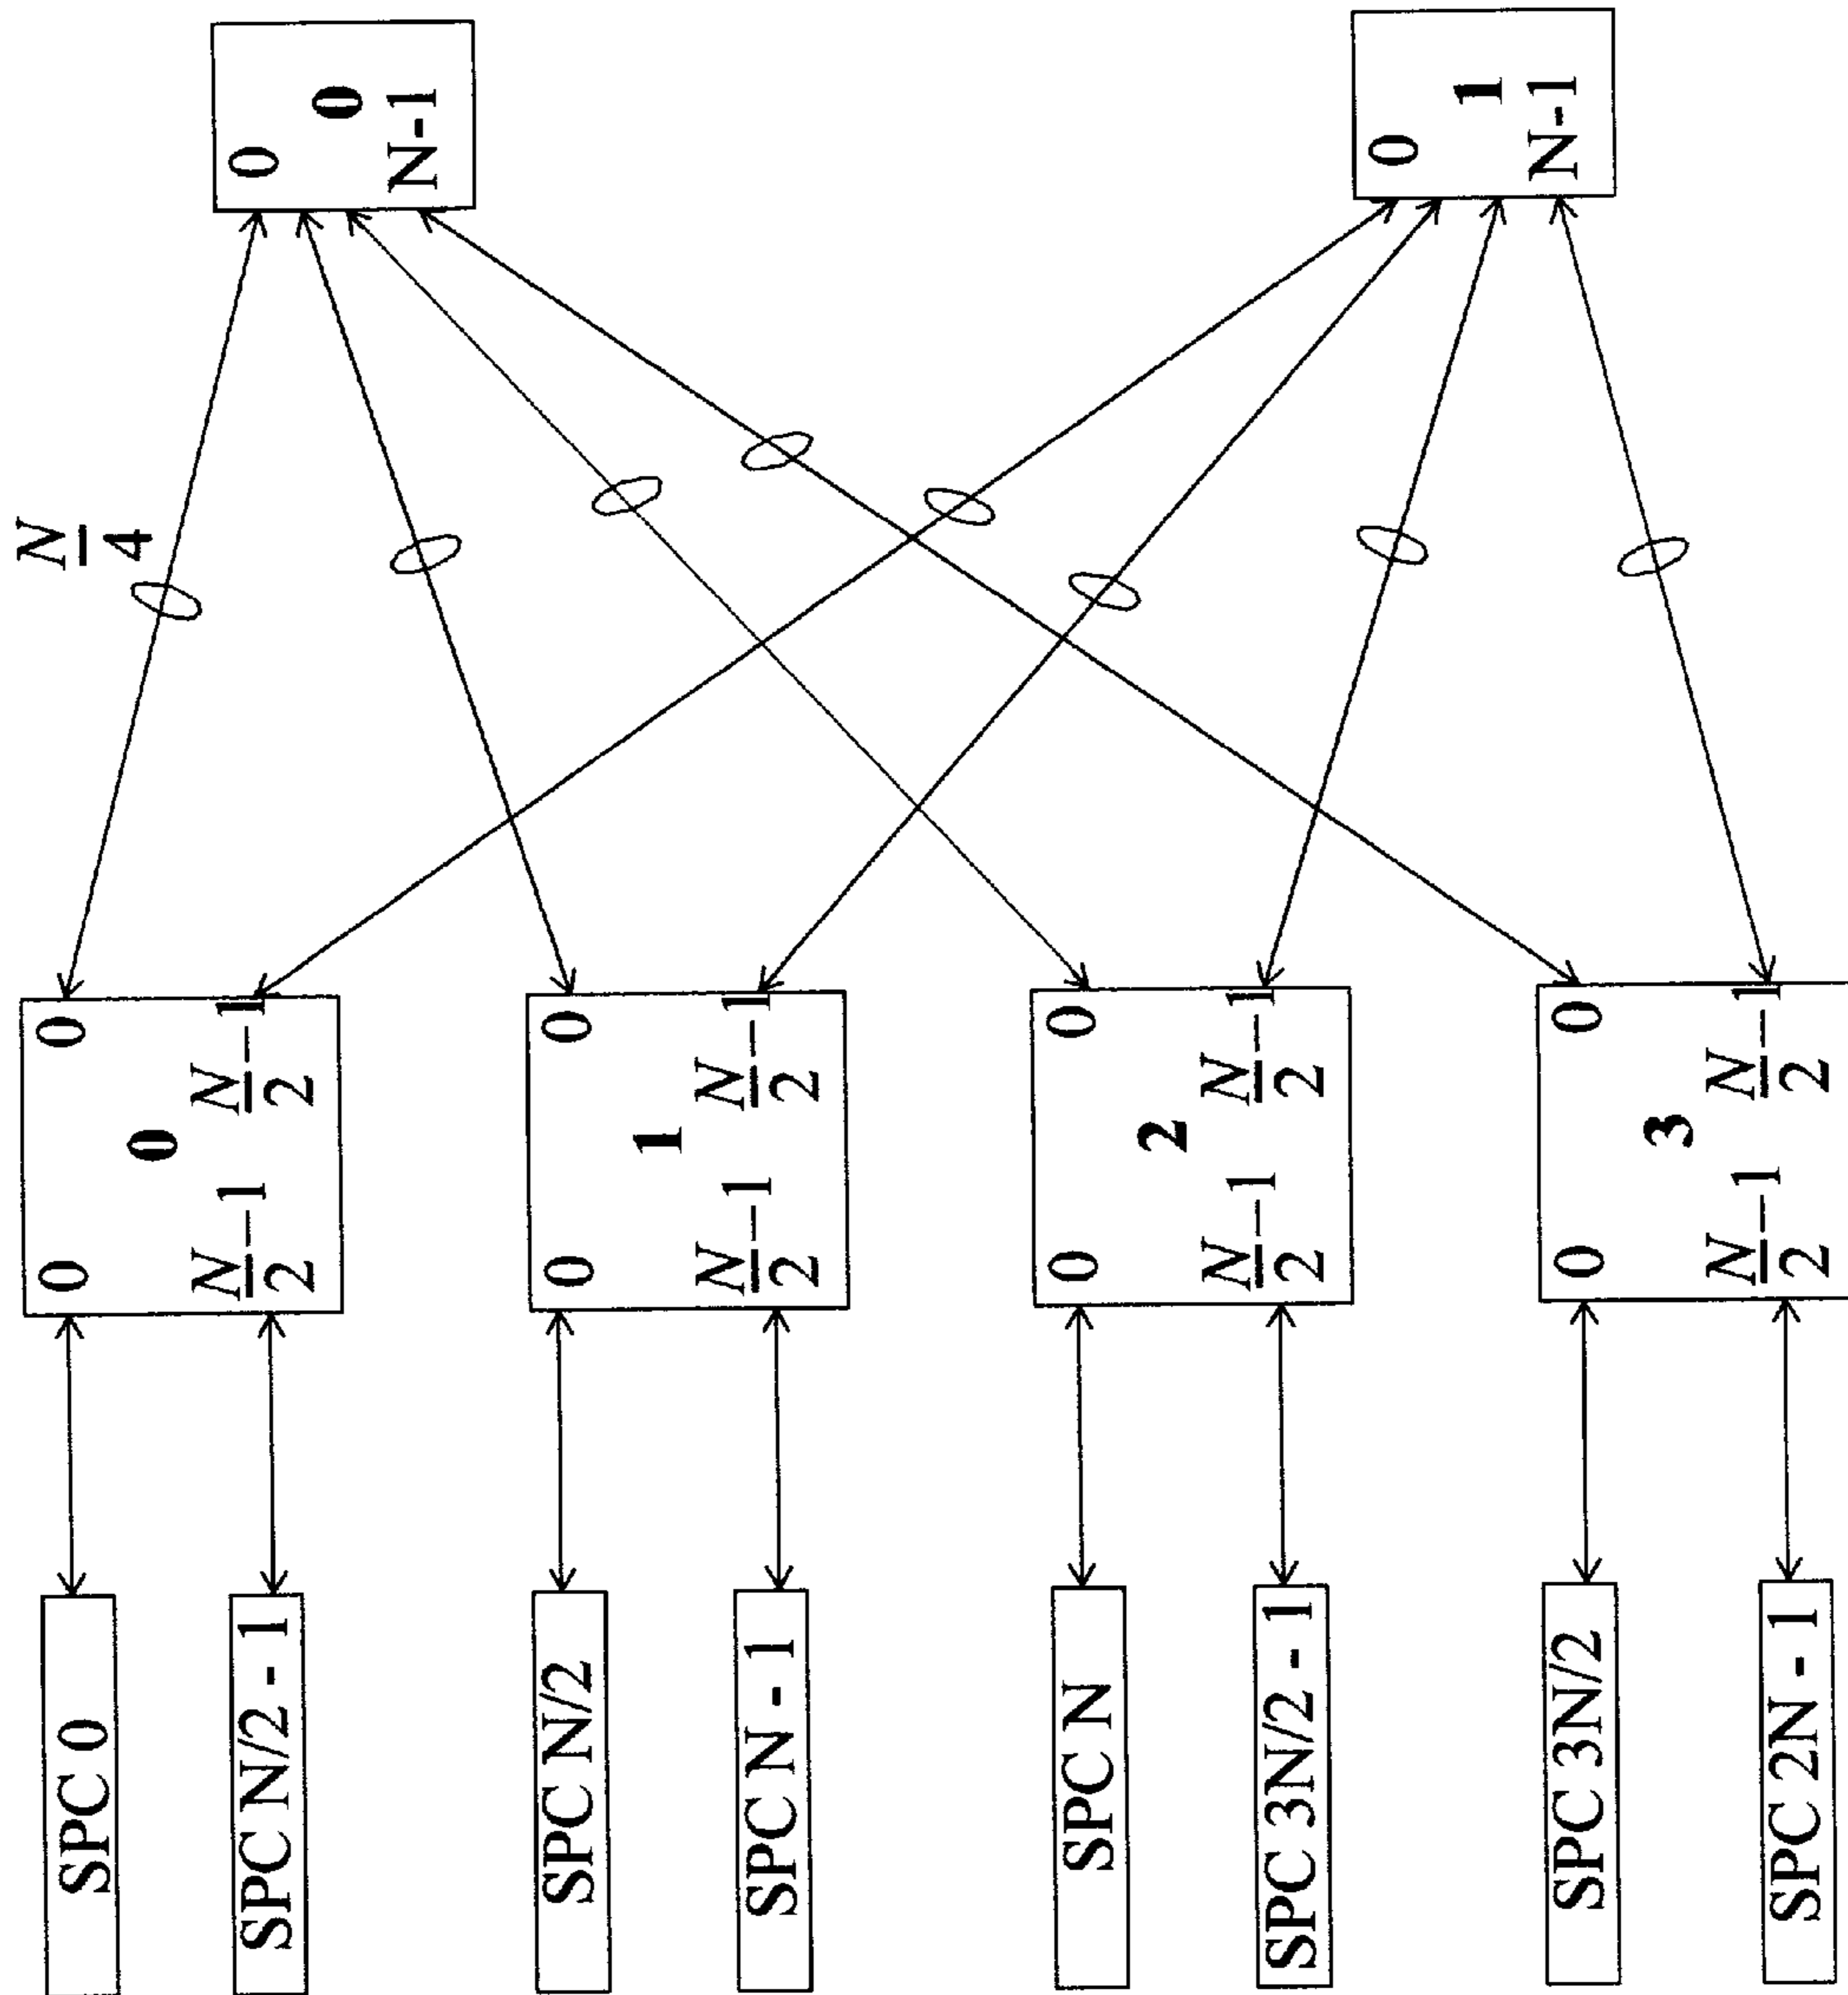 SPC 0
SPC N/2 - 1
SPC N/2
SPC N - 1
SPC N
SPC 3N/2 - 1
SPC 3N/2
SPC 2N - 1
0 0
0
N/2 - 1 N/2 - 1
0 0
1
N/2 - 1 N/2 - 1
0 0
2
N/2 - 1 N/2 - 1
0 0
3
N/2 - 1 N/2 - 1
N/4
0
0
N-1
0
1
N-1